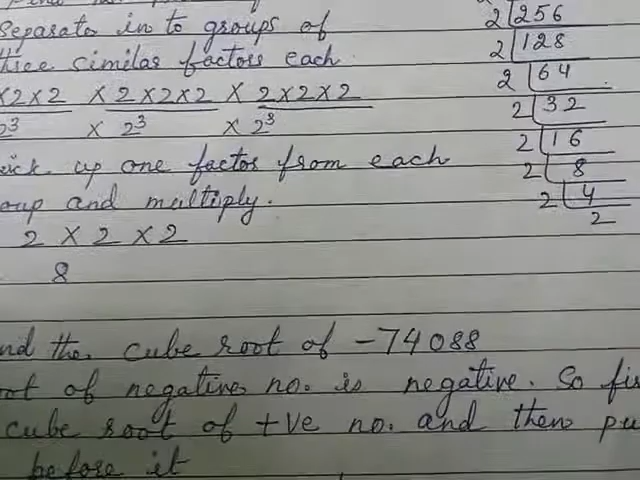 separate in to groups of
three similar factors each.
×2×2 × 2×2×2 × 2×2×2
2³ × 2³ × 2³
pick up one factor from each
group and multiply.
2 × 2 × 2
8
2 256
2 128
2 64
2 32
2 16
2 8
2 4
2
find the cube root of -74088
root of negative no. is negative. So
cube root of +ve no. and then
before it